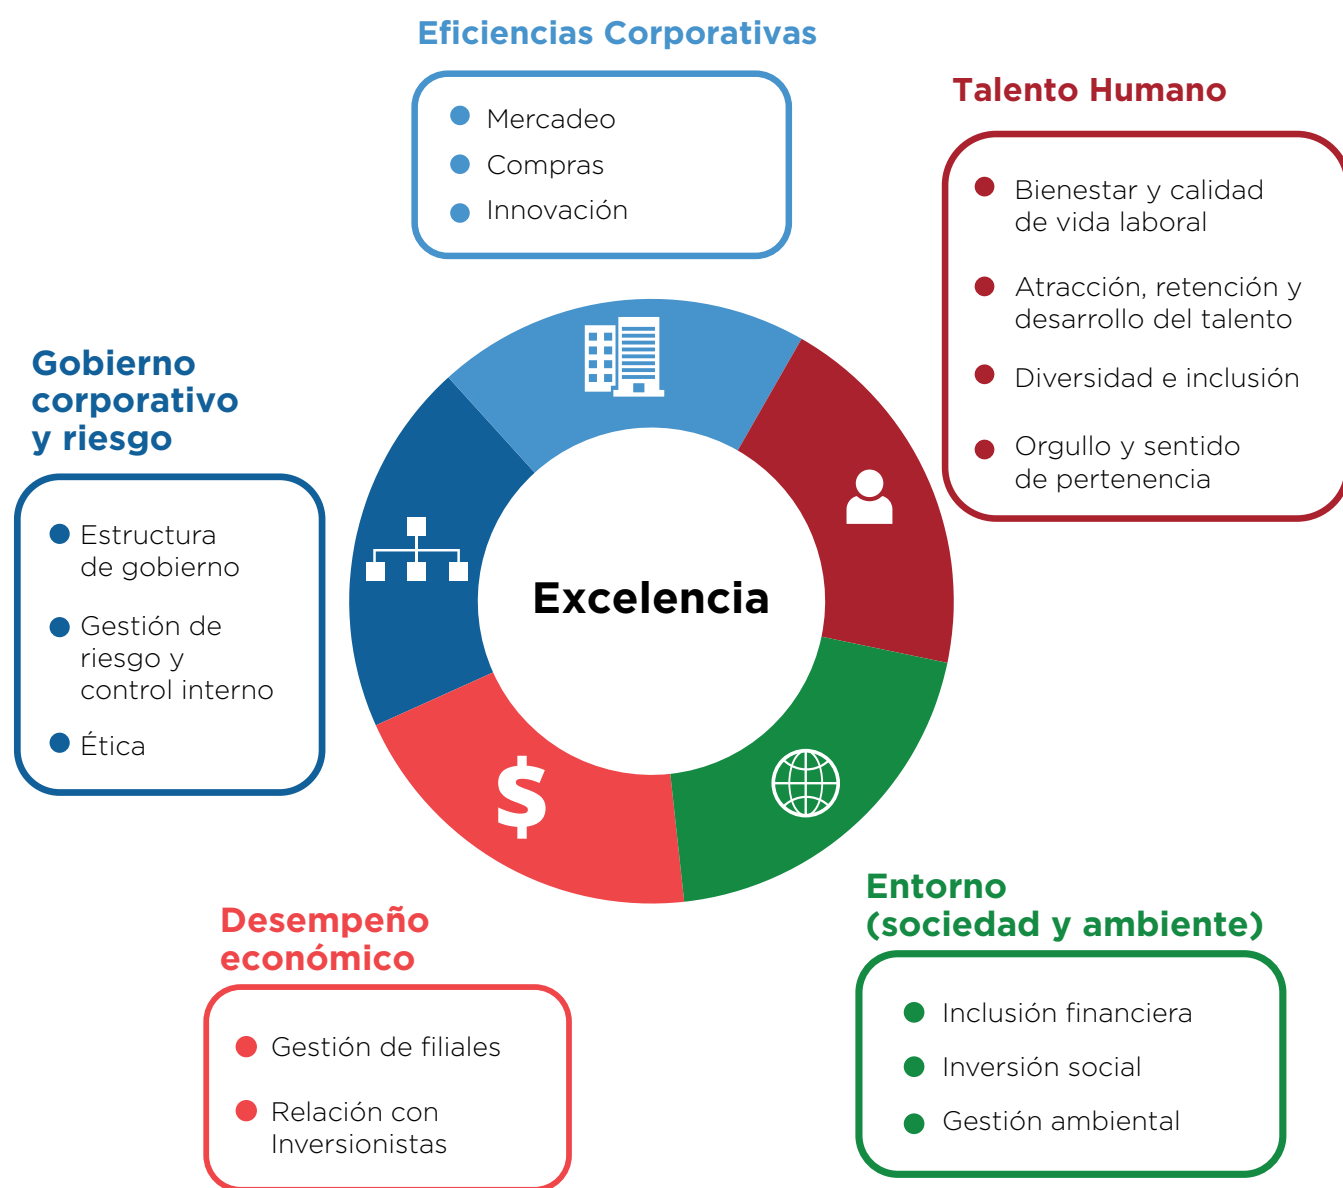 Eficiencias Corporativas
Mercadeo
Compras
Innovación
Talento Humano
Bienestar y calidad
de vida laboral
Atracción, retención y
desarrollo del talento
Diversidad e inclusión
Orgullo y sentido
de pertenencia
Gobierno
corporativo
y riesgo
Estructura
de gobierno
Gestión de
riesgo y
control interno
Ética
Excelencia
$
Desempeño
económico
Gestión de filiales
Relación con
Inversionistas
Entorno
(sociedad y ambiente)
Inclusión financiera
Inversión social
Gestión ambiental